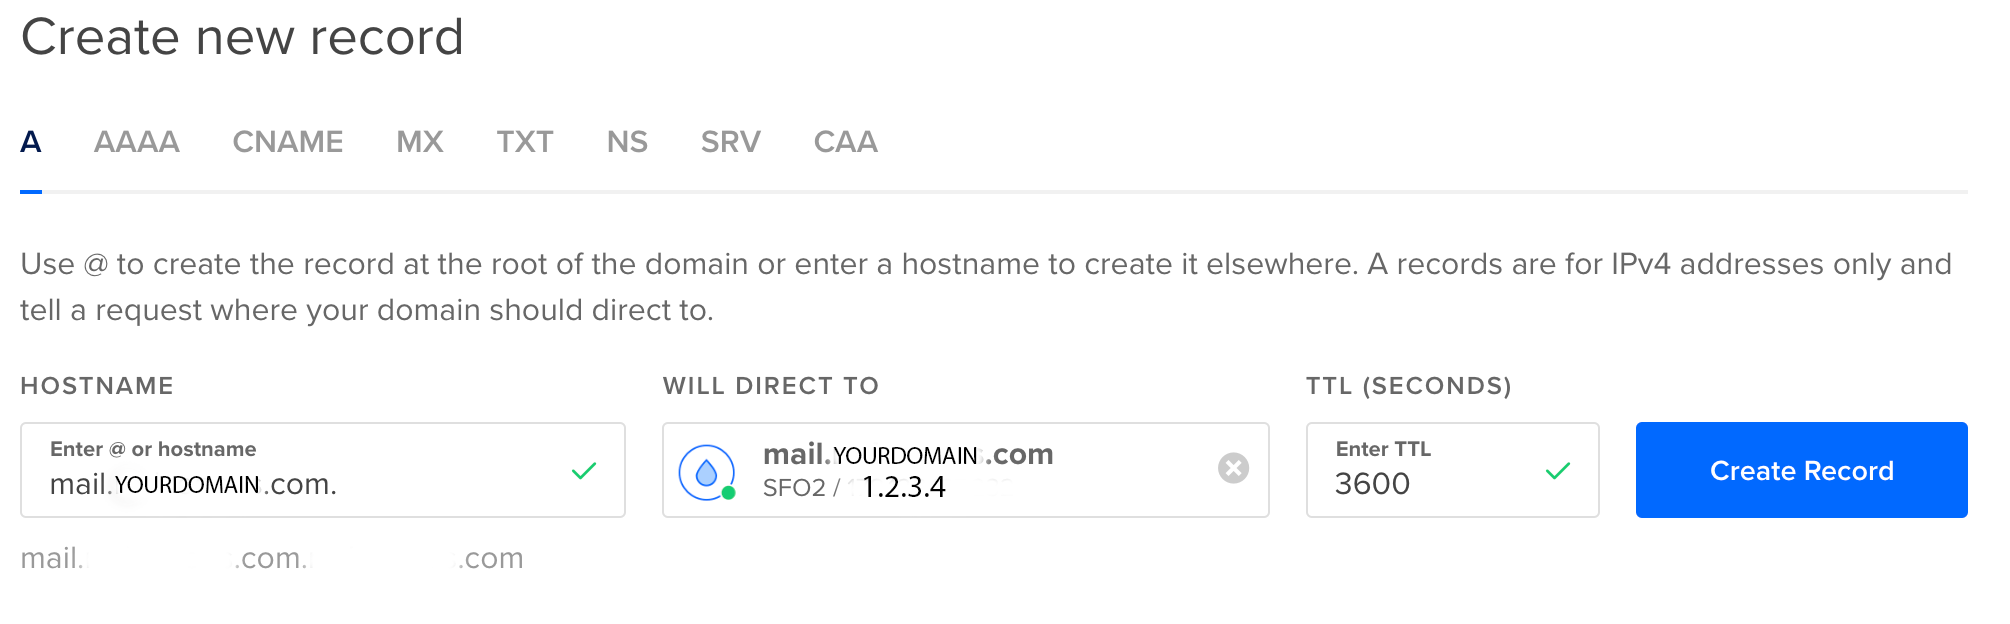 Create new record
A AAAA CNAME MX TXT NS SRV CAA
Use @ to create the record at the root of the domain or enter a hostname to create it elsewhere. A records are for IPv4 addresses only and
tell a request where your domain should direct to.
HOSTNAME WILL DIRECT TO TTL (SECONDS)
Enter @ or hostname
mail.YOURDOMAIN.com.
mail.YOURDOMAIN.com
SFO2 / 1.2.3.4
Enter TTL
3600
Create Record
mail. .com. .com